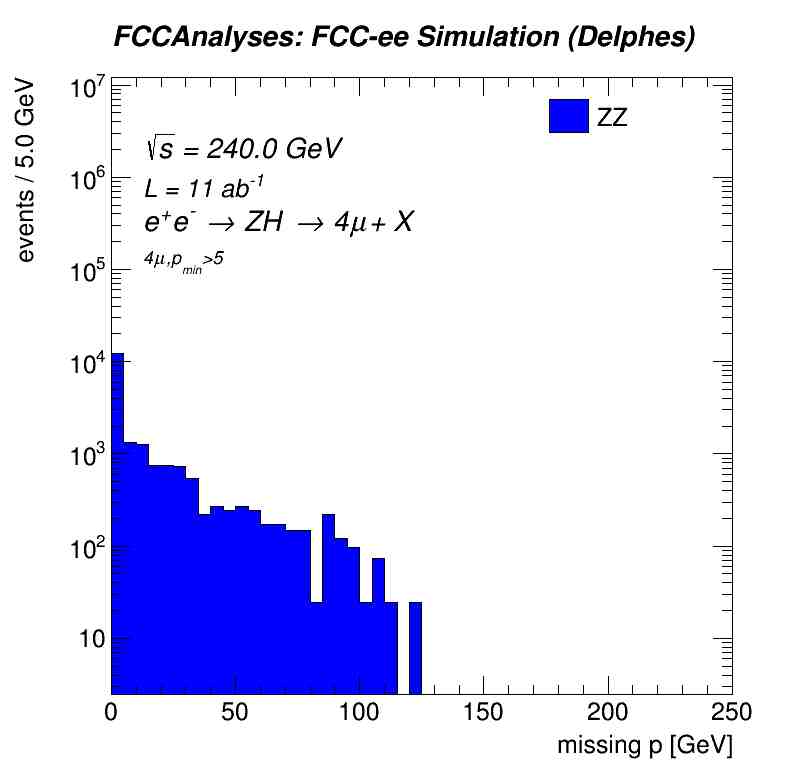 FCCAnalyses: FCC-ee Simulation (Delphes)
events / 5.0 GeV
10⁷
10⁶
10⁵
10⁴
10³
10²
10
ZZ
√s = 240.0 GeV
L = 11 ab⁻¹
e⁺e⁻ → ZH → 4μ + X
4μ,p_min>5
0 50 100 150 200 250
missing p [GeV]